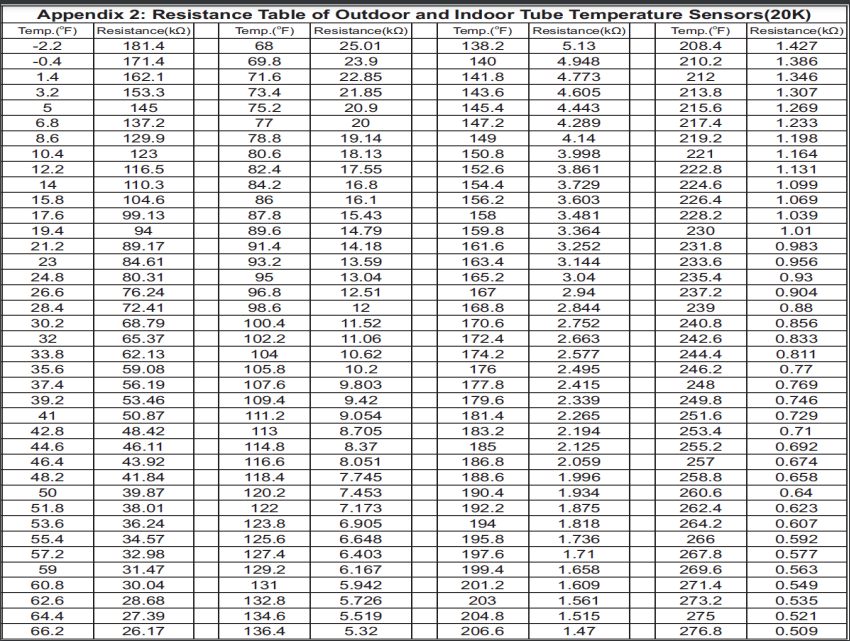 Appendix 2: Resistance Table of Outdoor and Indoor Tube Temperature Sensors(20K)
Temp.(°F) Resistance(kΩ) Temp.(°F) Resistance(kΩ) Temp.(°F) Resistance(kΩ) Temp.(°F) Resistance(kΩ)
-2.2 181.4 68 25.01 138.2 5.13 208.4 1.427
-0.4 171.4 69.8 23.9 140 4.948 210.2 1.386
1.4 162.1 71.6 22.85 141.8 4.773 212 1.346
3.2 153.3 73.4 21.85 143.6 4.605 213.8 1.307
5 145 75.2 20.9 145.4 4.443 215.6 1.269
6.8 137.2 77 20 147.2 4.289 217.4 1.233
8.6 129.9 78.8 19.14 149 4.14 219.2 1.198
10.4 123 80.6 18.13 150.8 3.998 221 1.164
12.2 116.5 82.4 17.55 152.6 3.861 222.8 1.131
14 110.3 84.2 16.8 154.4 3.729 224.6 1.099
15.8 104.6 86 16.1 156.2 3.603 226.4 1.069
17.6 99.13 87.8 15.43 158 3.481 228.2 1.039
19.4 94 89.6 14.79 159.8 3.364 230 1.01
21.2 89.17 91.4 14.18 161.6 3.252 231.8 0.983
23 84.61 93.2 13.59 163.4 3.144 233.6 0.956
24.8 80.31 95 13.04 165.2 3.04 235.4 0.93
26.6 76.24 96.8 12.51 167 2.94 237.2 0.904
28.4 72.41 98.6 12 168.8 2.844 239 0.88
30.2 68.79 100.4 11.52 170.6 2.752 240.8 0.856
32 65.37 102.2 11.06 172.4 2.663 242.6 0.833
33.8 62.13 104 10.62 174.2 2.577 244.4 0.811
35.6 59.08 105.8 10.2 176 2.495 246.2 0.77
37.4 56.19 107.6 9.803 177.8 2.415 248 0.769
39.2 53.46 109.4 9.42 179.6 2.339 249.8 0.746
41 50.87 111.2 9.054 181.4 2.265 251.6 0.729
42.8 48.42 113 8.705 183.2 2.194 253.4 0.71
44.6 46.11 114.8 8.37 185 2.125 255.2 0.692
46.4 43.92 116.6 8.051 186.8 2.059 257 0.674
48.2 41.84 118.4 7.745 188.6 1.996 258.8 0.658
50 39.87 120.2 7.453 190.4 1.934 260.6 0.64
51.8 38.01 122 7.173 192.2 1.875 262.4 0.623
53.6 36.24 123.8 6.905 194 1.818 264.2 0.607
55.4 34.57 125.6 6.648 195.8 1.736 266 0.592
57.2 32.98 127.4 6.403 197.6 1.71 267.8 0.577
59 31.47 129.2 6.167 199.4 1.658 269.6 0.563
60.8 30.04 131 5.942 201.2 1.609 271.4 0.549
62.6 28.68 132.8 5.726 203 1.561 273.2 0.535
64.4 27.39 134.6 5.519 204.8 1.515 275 0.521
66.2 26.17 136.4 5.32 206.6 1.47 276.8 0.509